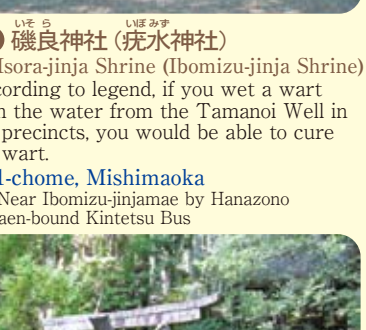 いそ ら　いぼみず
磯良神社（疣水神社）
Isora-jinja Shrine (Ibomizu-jinja Shrine)
cording to legend, if you wet a wart
the water from the Tamanoi Well in
precincts, you would be able to cure
wart.
1-chome, Mishimaoka
Near Ibomizu-jinjamae by Hanazono
aen-bound Kintetsu Bus